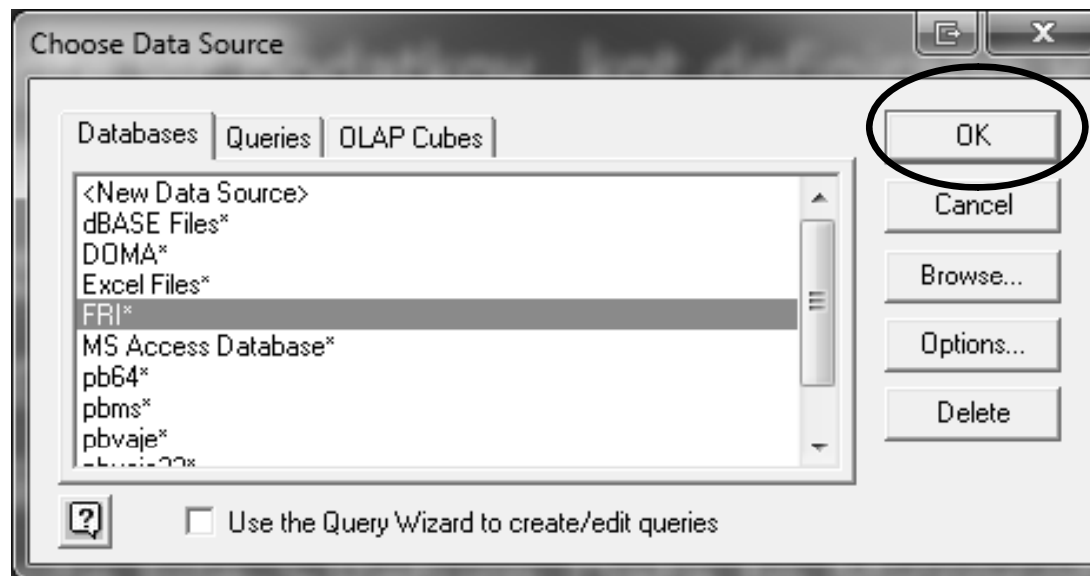 Choose Data Source
Databases Queries OLAP Cubes
<New Data Source>
dBASE Files*
DOMA*
Excel Files*
FRI*
MS Access Database*
pb64*
pbms*
pbvaje*
OK
Cancel
Browse...
Options...
Delete
Use the Query Wizard to create/edit queries